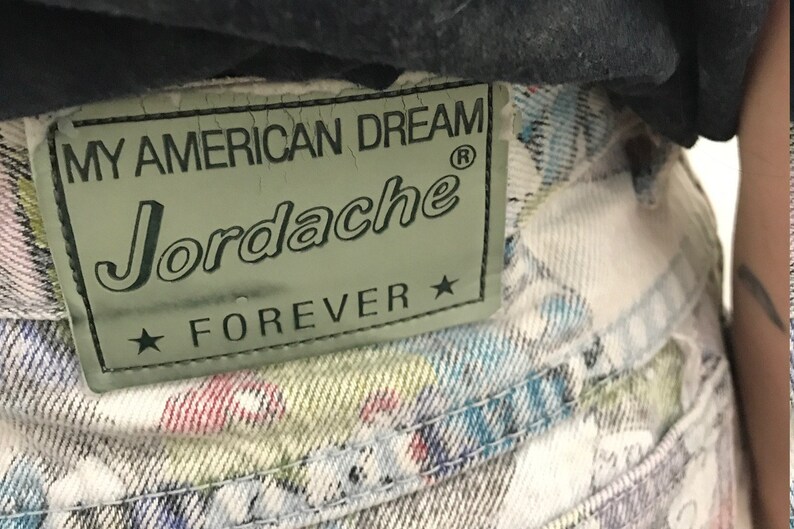 MY AMERICAN DREAM
Jordache®
★ FOREVER ★